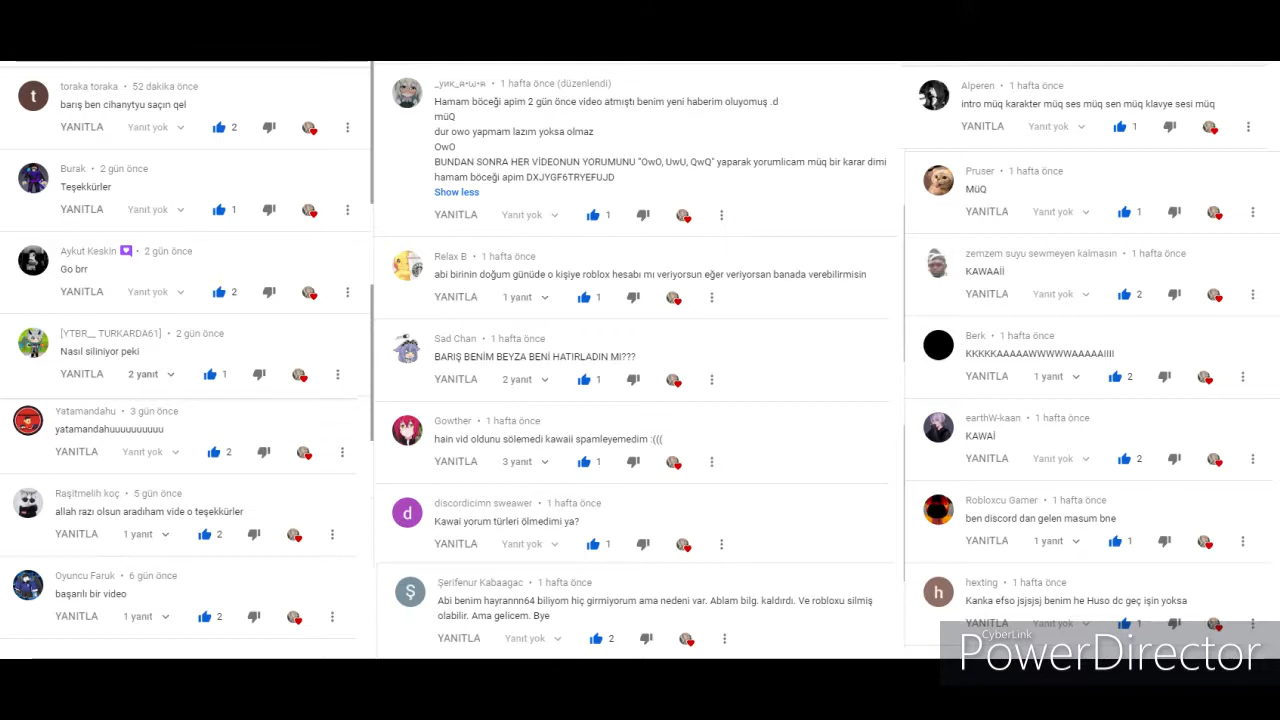 toraka toraka • 52 dakika önce
barış ben cihanytyu saçın qel
YANITLA Yanıt yok 2
Burak • 2 gün önce
Teşekkürler
YANITLA Yanıt yok 1
Aykut Keskin • 2 gün önce
Go brr
YANITLA Yanıt yok 2
[YTBR__ TURKARDA61] • 2 gün önce
Nasıl siliniyor peki
YANITLA 2 yanıt 1
Yatamandahu • 3 gün önce
yatamandahuuuuuuuuuu
YANITLA Yanıt yok 2
Raşitmelih koç • 5 gün önce
allah razı olsun aradıham vide o teşekkürler
YANITLA 1 yanıt 2
Oyuncu Faruk • 6 gün önce
başarılı bir video
YANITLA 1 yanıt 2
_уик_я•ω•я • 1 hafta önce (düzenlendi)
Hamam böceği apim 2 gün önce video atmıştı benim yeni haberim oluyomuş .d
müQ
dur owo yapmam lazım yoksa olmaz
OwO
BUNDAN SONRA HER VİDEONUN YORUMUNU "OwO, UwU, QwQ" yaparak yorumlicam müq bir karar dimi
hamam böceği apim DXJYGF6TRYEFUJD
Show less
YANITLA Yanıt yok 1
Relax B • 1 hafta önce
abi birinin doğum günüde o kişiye roblox hesabı mı veriyorsun eğer veriyorsan banada verebilirmisin
YANITLA 1 yanıt 1
Sad Chan • 1 hafta önce
BARIŞ BENİM BEYZA BENİ HATIRLADIN MI???
YANITLA 2 yanıt 1
Gowther • 1 hafta önce
hain vid oldunu sölemedi kawaii spamleyemedim :(((
YANITLA 3 yanıt 1
discordicimn sweawer • 1 hafta önce
Kawai yorum türleri ölmedimi ya?
YANITLA Yanıt yok 1
Ş
Şerifenur Kabaagac • 1 hafta önce
Abi benim hayrannn64 biliyom hiç girmiyorum ama nedeni var. Ablam bilg. kaldırdı. Ve robloxu silmiş
olabilir. Ama gelicem. Bye
YANITLA Yanıt yok 2
Alperen • 1 hafta önce
intro müq karakter müq ses müq sen müq klavye sesi müq
YANITLA Yanıt yok 1
Pruser • 1 hafta önce
MüQ
YANITLA Yanıt yok 1
zemzem suyu sewmeyen kalmasın • 1 hafta önce
KAWAAİİ
YANITLA Yanıt yok 2
Berk • 1 hafta önce
KKKKKAAAAAWWWWWAAAAAIIII
YANITLA 1 yanıt 2
earthW-kaan • 1 hafta önce
KAWAİ
YANITLA Yanıt yok 2
Robloxcu Gamer • 1 hafta önce
ben discord dan gelen masum bne
YANITLA 1 yanıt 1
h
hexting • 1 hafta önce
Kanka efso jsjsjsj benim he Huso dc geç işin yoksa
YANITLA Yanıt yok 1
CyberLink
PowerDirector